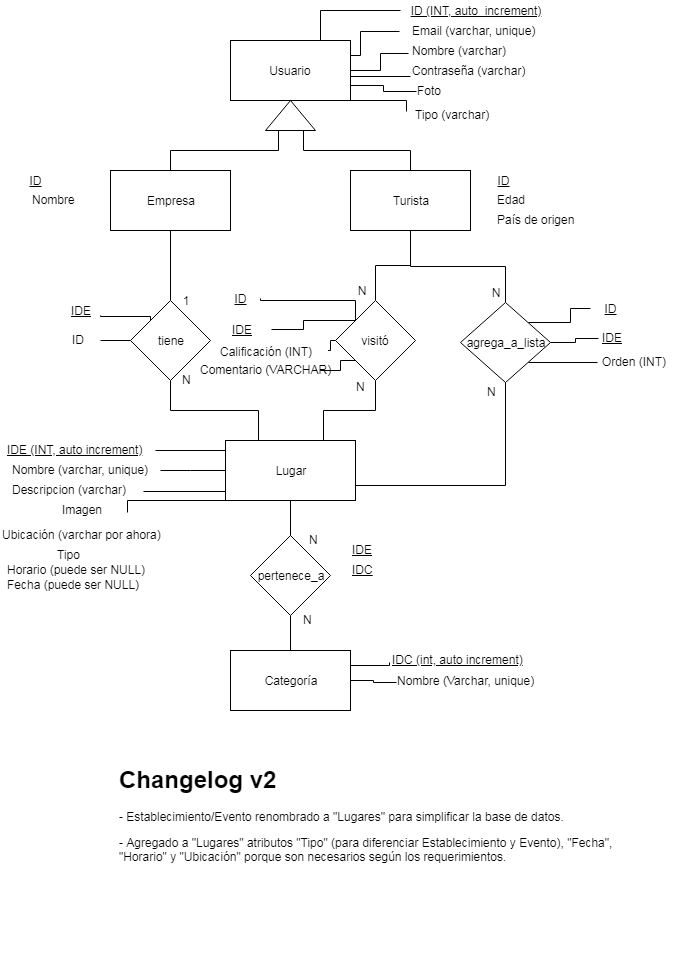 ID (INT, auto increment)
Email (varchar, unique)
Nombre (varchar)
Usuario
Contraseña (varchar)
Foto
Tipo (varchar)
ID
Nombre
Empresa
Turista
ID
Edad
País de origen
IDE
ID
1
tiene
N
ID
IDE
Calificación (INT)
Comentario (VARCHAR)
N
visitó
N
N
agrega_a_lista
N
ID
IDE
Orden (INT)
IDE (INT, auto increment)
Nombre (varchar, unique)
Descripcion (varchar)
Imagen
Lugar
Ubicación (varchar por ahora)
Tipo
Horario (puede ser NULL)
Fecha (puede ser NULL)
N
pertenece_a
N
IDE
IDC
Categoría
IDC (int, auto increment)
Nombre (Varchar, unique)
Changelog v2
- Establecimiento/Evento renombrado a "Lugares" para simplificar la base de datos.
- Agregado a "Lugares" atributos "Tipo" (para diferenciar Establecimiento y Evento), "Fecha",
"Horario" y "Ubicación" porque son necesarios según los requerimientos.